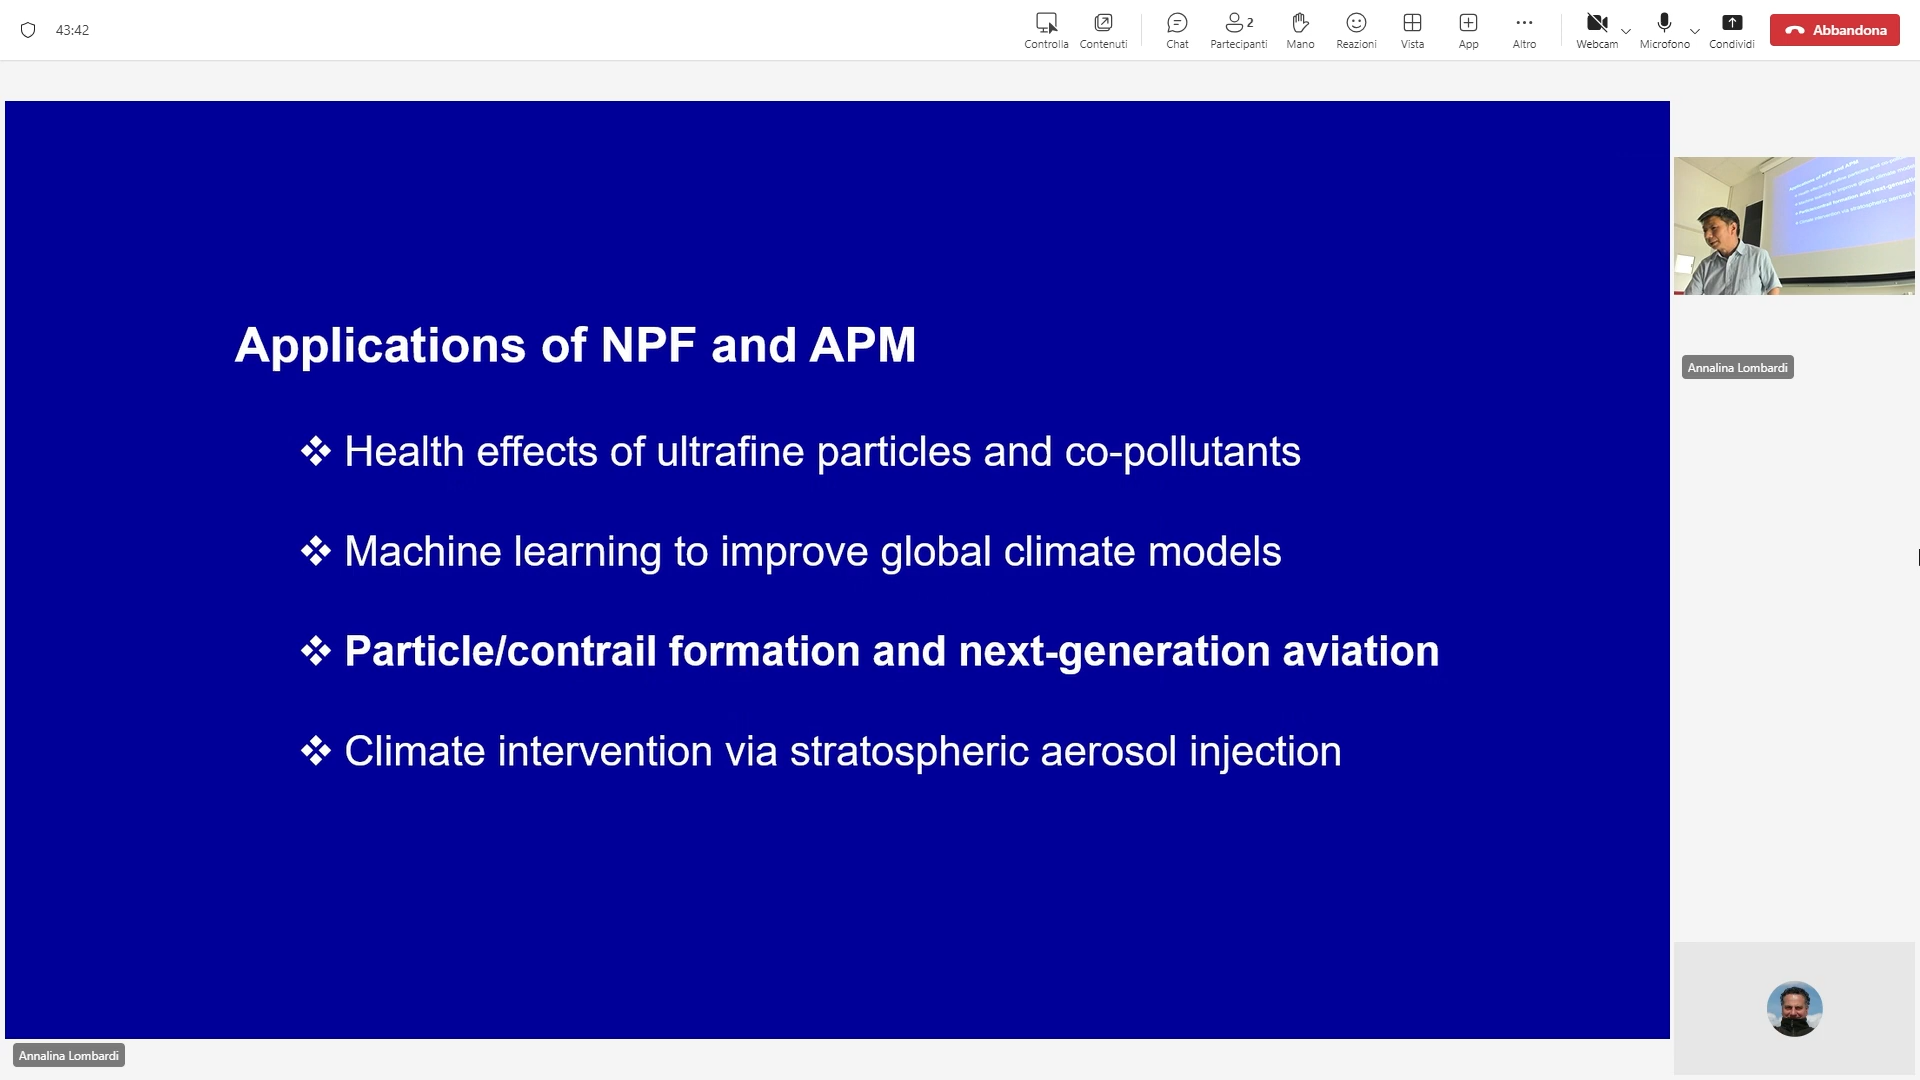 43:42
Controlla
Contenuti
Chat
2
Partecipanti
Mano
Reazioni
Vista
App
Altro
Webcam
Microfono
Condividi
Abbandona
Applications of NPF and APM
❖ Health effects of ultrafine particles and co-pollutants
❖ Machine learning to improve global climate models
❖ Particle/contrail formation and next-generation aviation
❖ Climate intervention via stratospheric aerosol injection
Annalina Lombardi
Annalina Lombardi